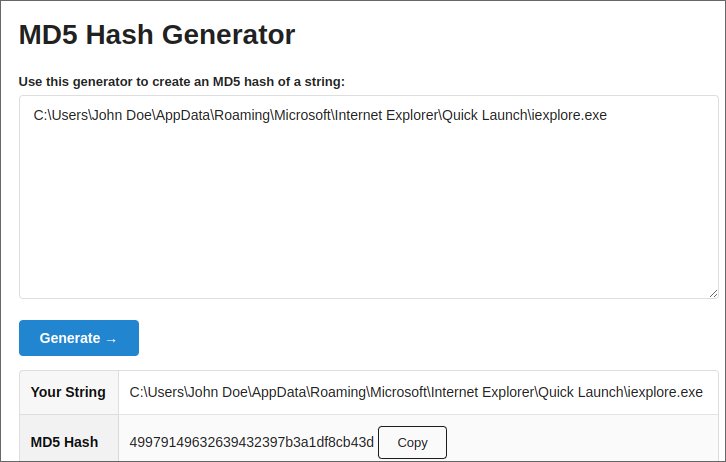 MD5 Hash Generator
Use this generator to create an MD5 hash of a string:
C:\Users\John Doe\AppData\Roaming\Microsoft\Internet Explorer\Quick Launch\iexplore.exe
Generate →
Your String C:\Users\John Doe\AppData\Roaming\Microsoft\Internet Explorer\Quick Launch\iexplore.exe
MD5 Hash 49979149632639432397b3a1df8cb43d Copy